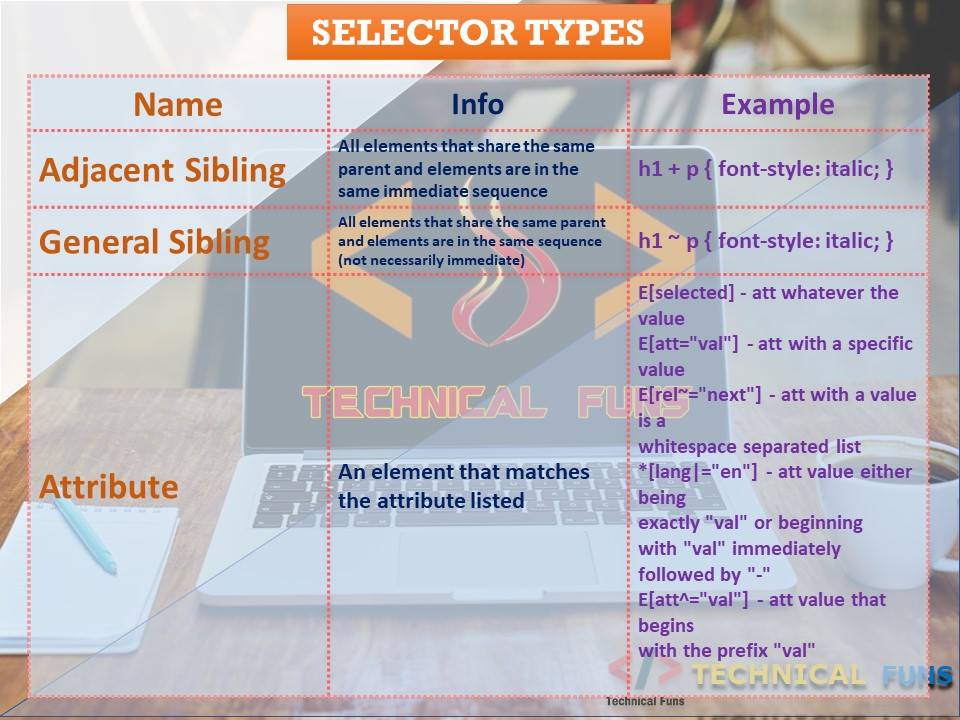 SELECTOR TYPES
Name
Info
Example
Adjacent Sibling
All elements that share the same
parent and elements are in the
same immediate sequence
h1 + p { font-style: italic; }
General Sibling
All elements that share the same parent
and elements are in the same sequence
(not necessarily immediate)
h1 ~ p { font-style: italic; }
Attribute
An element that matches
the attribute listed
E[selected] - att whatever the
value
E[att="val"] - att with a specific
value
E[rel~="next"] - att with a value
is a
whitespace separated list
*[lang|="en"] - att value either
being
exactly "val" or beginning
with "val" immediately
followed by "-"
E[att^="val"] - att value that
begins
with the prefix "val"
TECHNICAL FUNS
TECHNICAL FUNS
Technical Funs